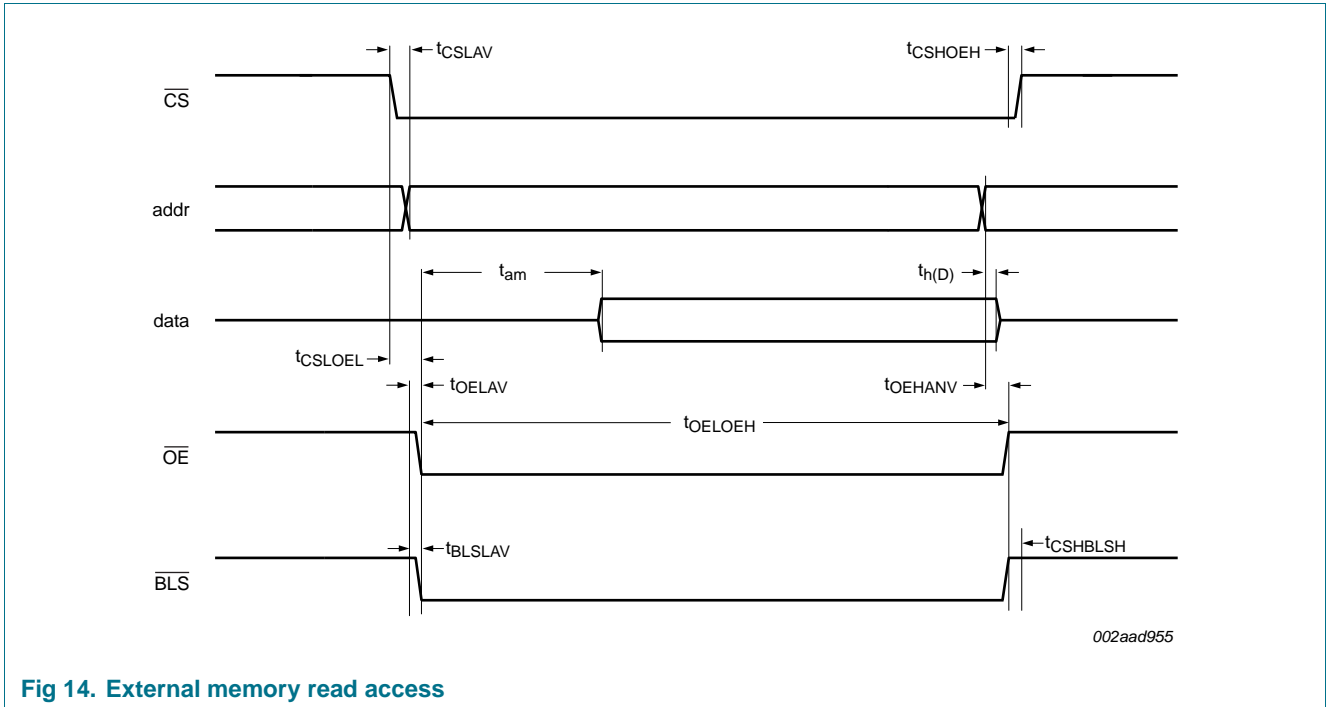 tCSLAV
tCSHOEH
CS
addr
tam
th(D)
data
tCSLOEL
tOELAV
tOEHANV
tOELOEH
OE
tBLSLAV
tCSHBLSH
BLS
002aad955
Fig 14. External memory read access